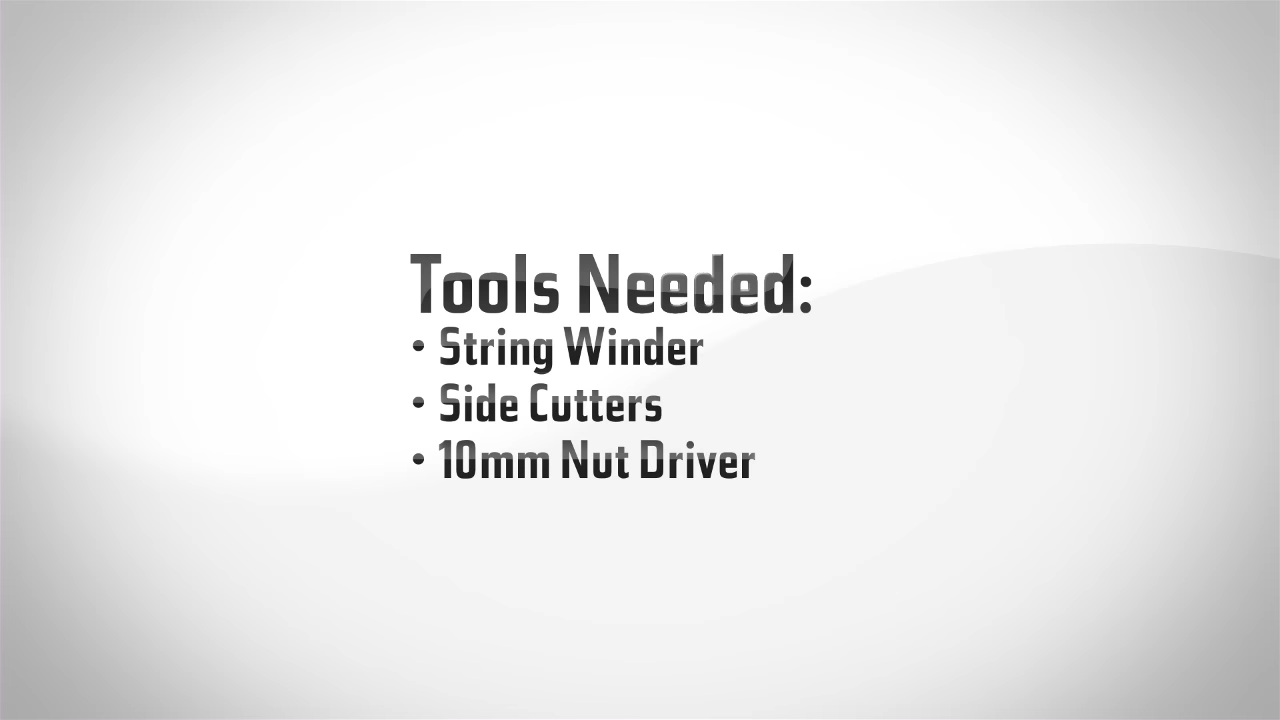 Tools Needed:
• String Winder
• Side Cutters
• 10mm Nut Driver